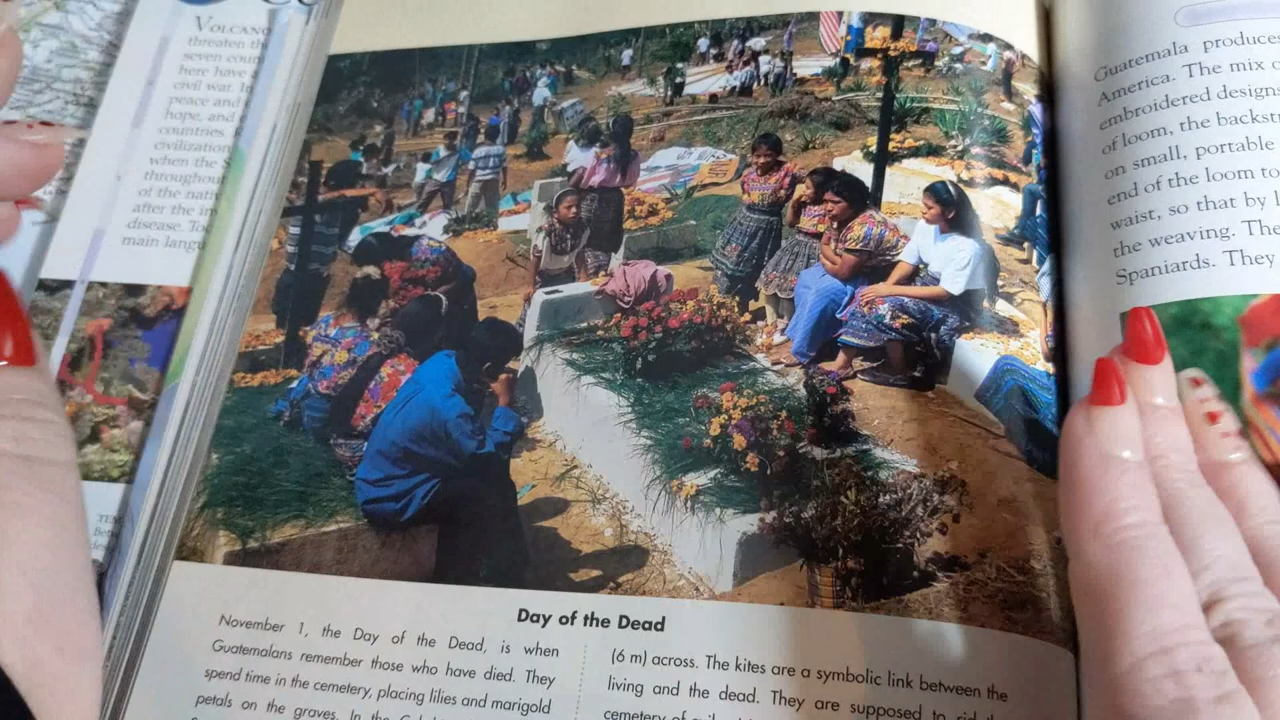 VOLCANO
threaten
seven
here have
civil war.
peace and
hope, and
countries.
civilization
when the
throughout
of the
after the
disease.
main
Day of the Dead
November 1, the Day of the Dead, is when
Guatemalans remember those who have died. They
spend time in the cemetery, placing lilies and marigold
petals on the graves. In the
(6 m) across. The kites are a symbolic link between the
living and the dead. They are supposed to
cemetery of
Guatemala produces
America. The mix
embroidered designs
of loom, the
on small, portable
end of the loom to
waist, so that by
the weaving. The
Spaniards. They